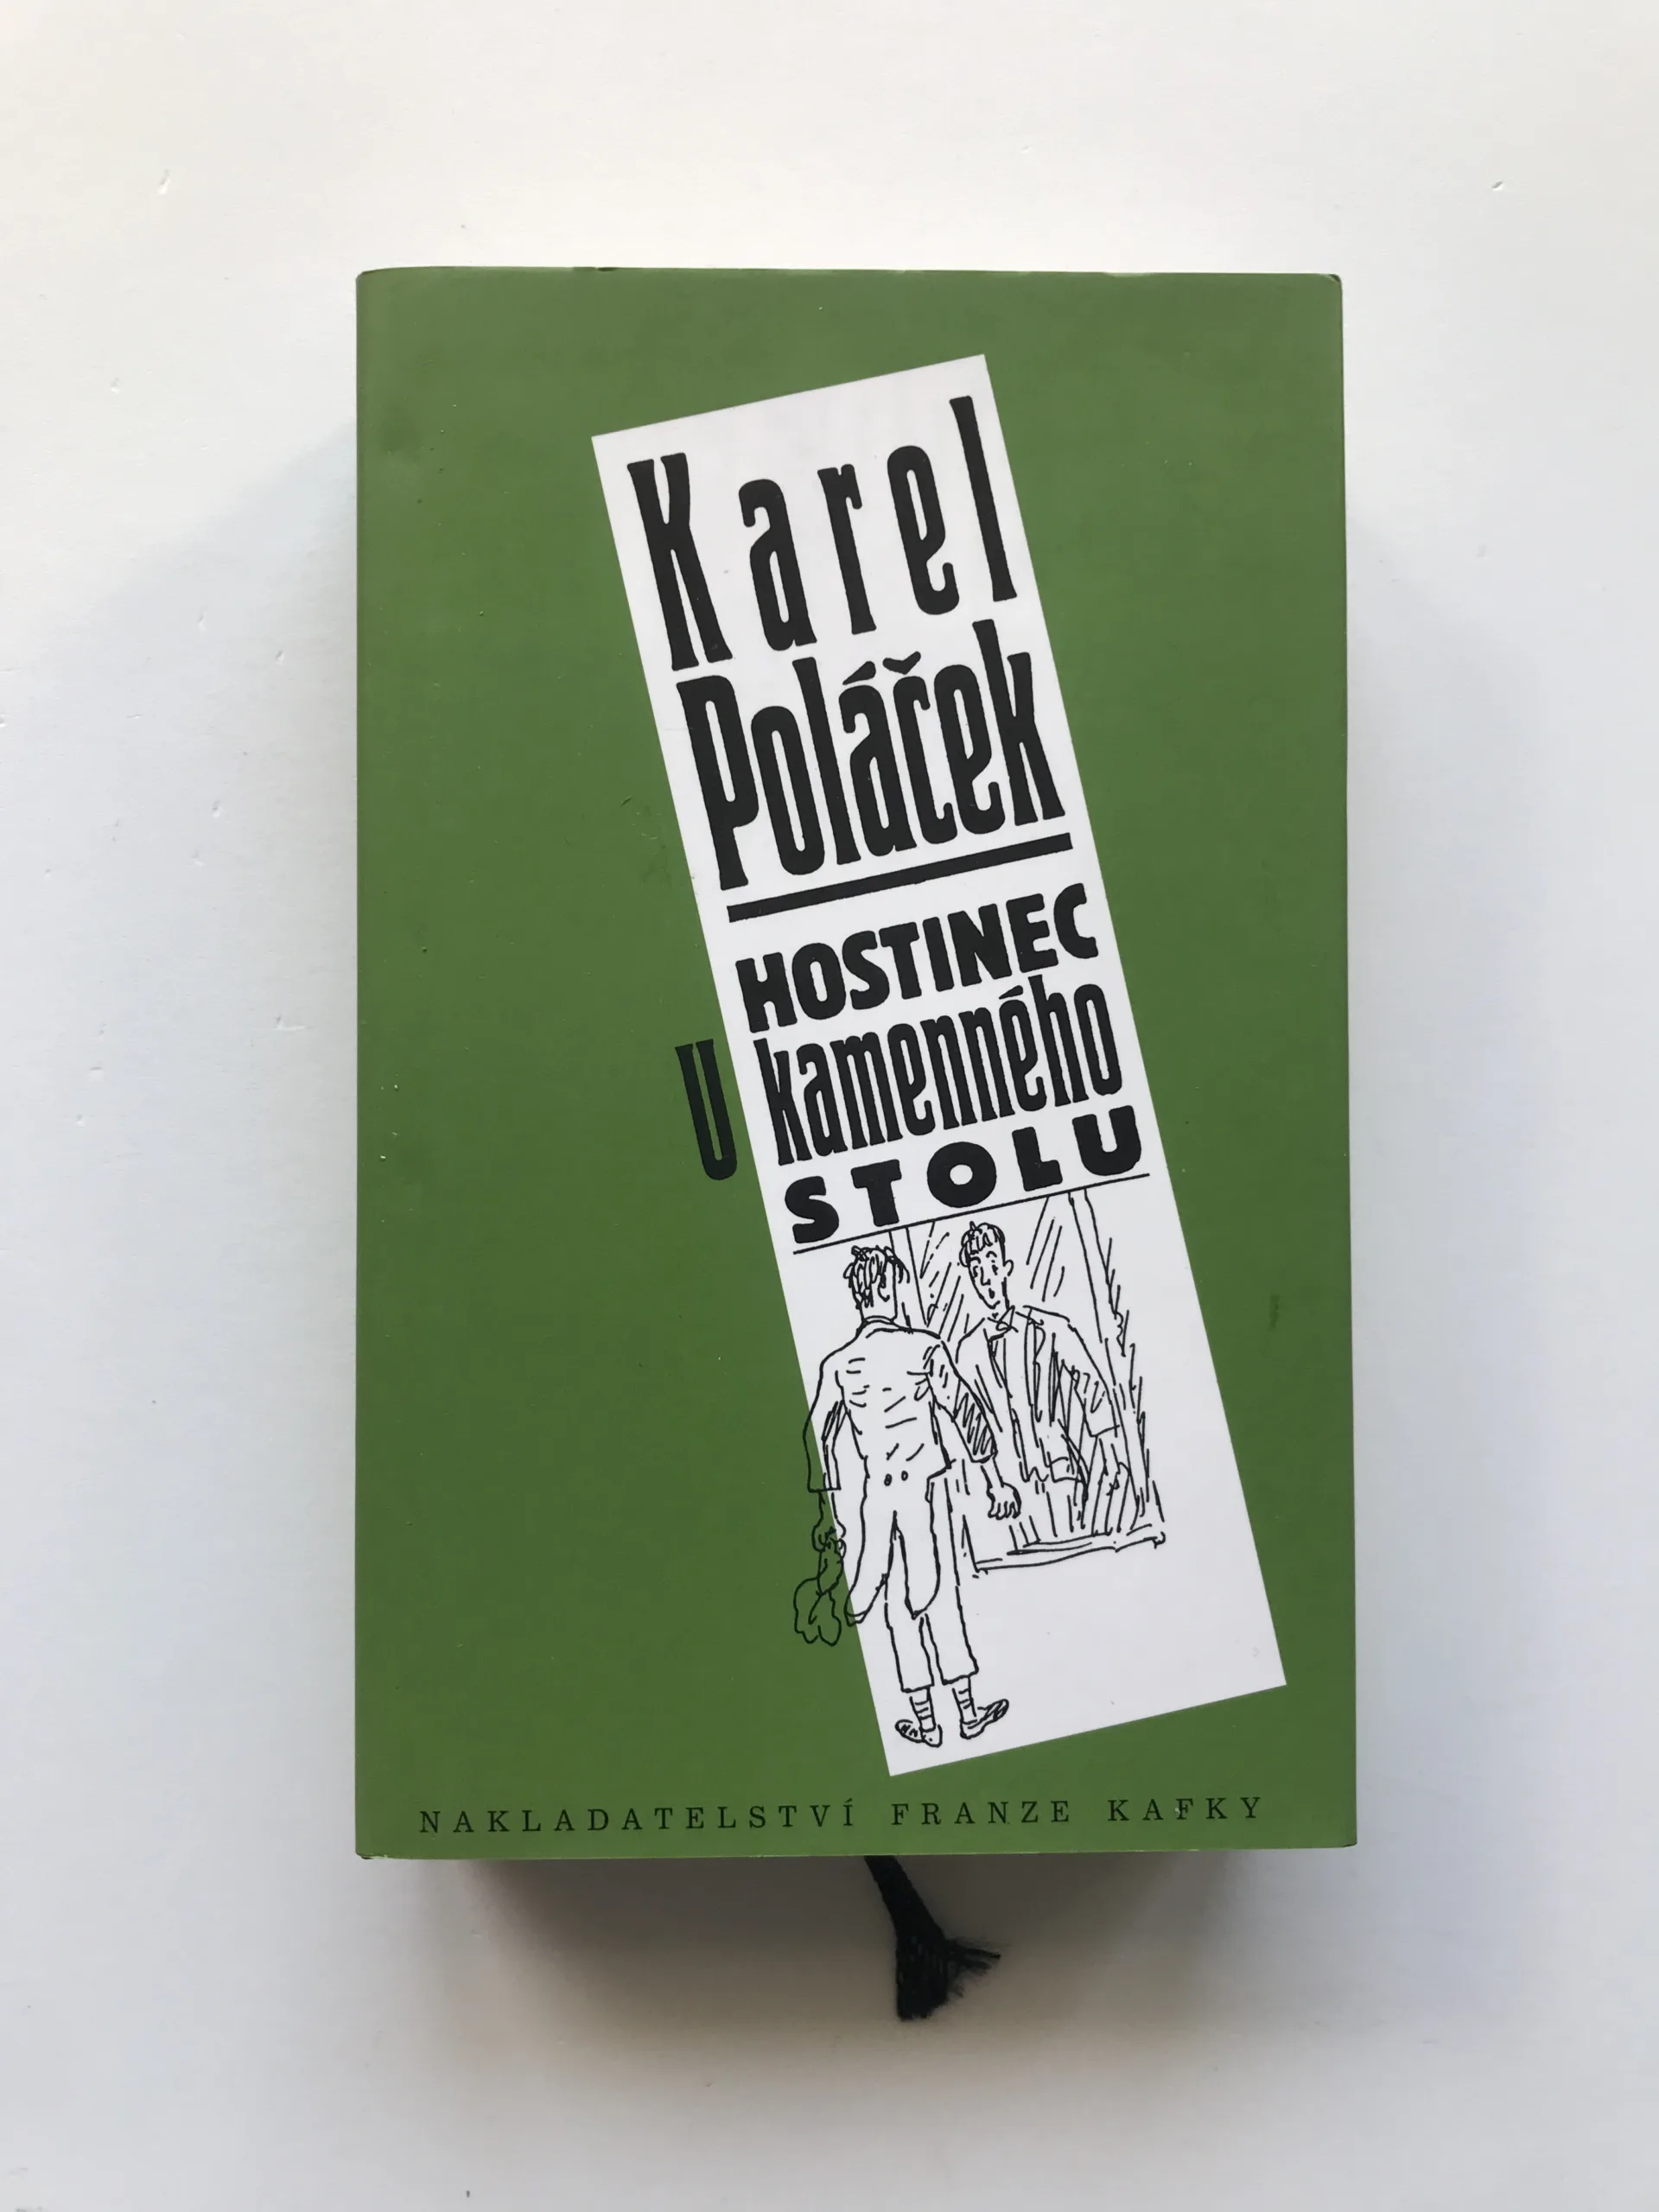 Karel
Poláček
HOSTINEC
U kamenného
STOLU
NAKLADATELSTVÍ FRANZE KAFKY